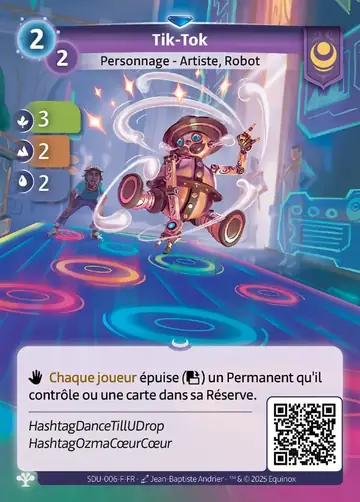 2
2
Tik-Tok
Personnage - Artiste, Robot
3
2
2
Chaque joueur épuise () un Permanent qu'il
contrôle ou une carte dans sa Réserve.
HashtagDanceTillUDrop
HashtagOzmaCœurCœur
SDU-006-F-FR - Jean-Baptiste Andrier - ™ & © 2025 Equinox